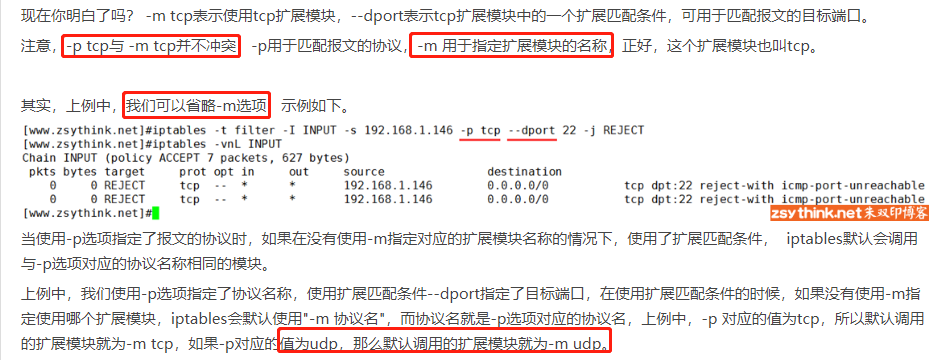 现在你明白了吗? -m tcp表示使用tcp扩展模块，--dport表示tcp扩展模块中的一个扩展匹配条件，可用于匹配报文的目标端口。
注意，-p tcp与 -m tcp并不冲突 -p用于匹配报文的协议，-m 用于指定扩展模块的名称，正好，这个扩展模块也叫tcp。
其实，上例中，我们可以省略-m选项 示例如下。
[www.zsythink.net]#iptables -t filter -I INPUT -s 192.168.1.146 -p tcp --dport 22 -j REJECT
[www.zsythink.net]#iptables -vnL INPUT
Chain INPUT (policy ACCEPT 7 packets, 627 bytes)
pkts bytes target prot opt in out source destination
0 0 REJECT tcp -- * * 192.168.1.146 0.0.0.0/0 tcp dpt:22 reject-with icmp-port-unreachable
0 0 REJECT tcp -- * * 192.168.1.146 0.0.0.0/0 tcp dpt:22 reject-with icmp-port-unreachable
[www.zsythink.net]#
zsythink.net朱双印博客
当使用-p选项指定了报文的协议时，如果在没有使用-m指定对应的扩展模块名称的情况下，使用了扩展匹配条件， iptables默认会调用
与-p选项对应的协议名称相同的模块。
上例中，我们使用-p选项指定了协议名称，使用扩展匹配条件--dport指定了目标端口，在使用扩展匹配条件的时候，如果没有使用-m指
定使用哪个扩展模块，iptables会默认使用"-m 协议名"，而协议名就是-p选项对应的协议名，上例中，-p 对应的值为tcp，所以默认调用
的扩展模块就为-m tcp，如果-p对应的值为udp，那么默认调用的扩展模块就为-m udp。